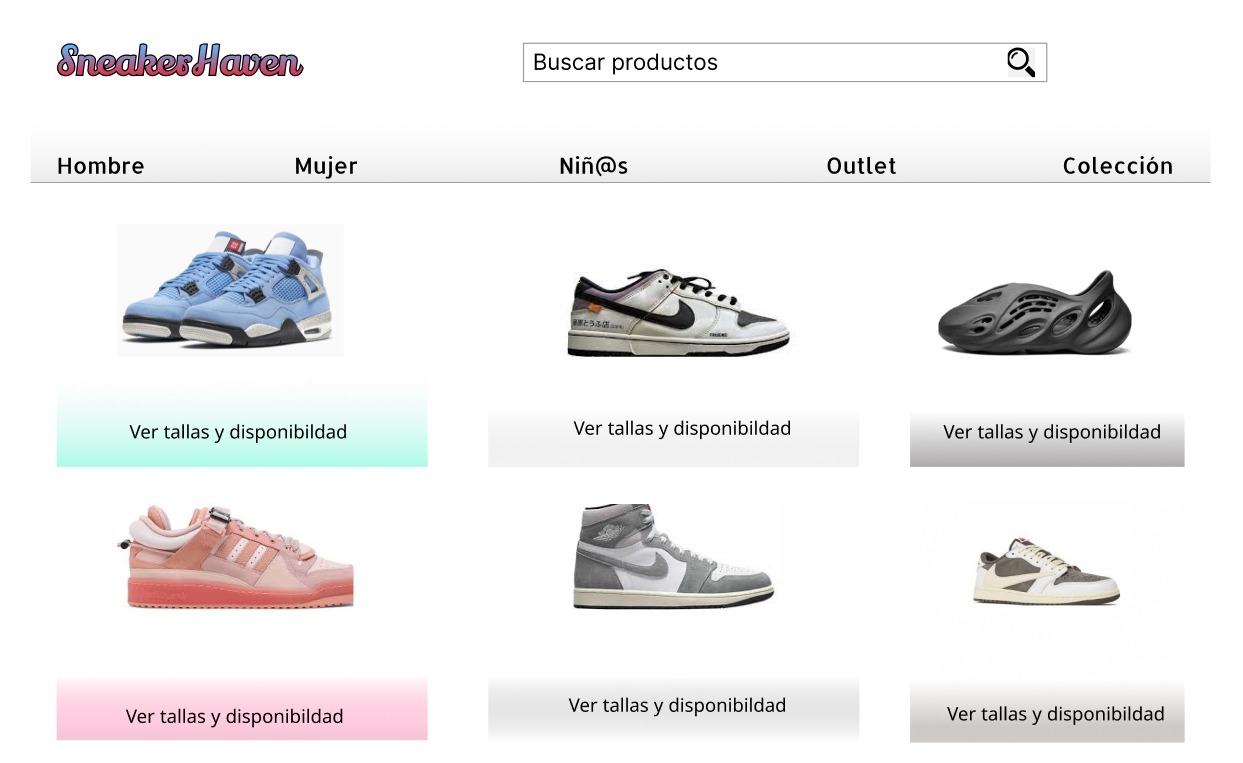 SneakerHaven
Buscar productos
Hombre Mujer Niñ@s Outlet Colección
Ver tallas y disponibildad
Ver tallas y disponibildad
Ver tallas y disponibildad
Ver tallas y disponibildad
Ver tallas y disponibildad
Ver tallas y disponibildad